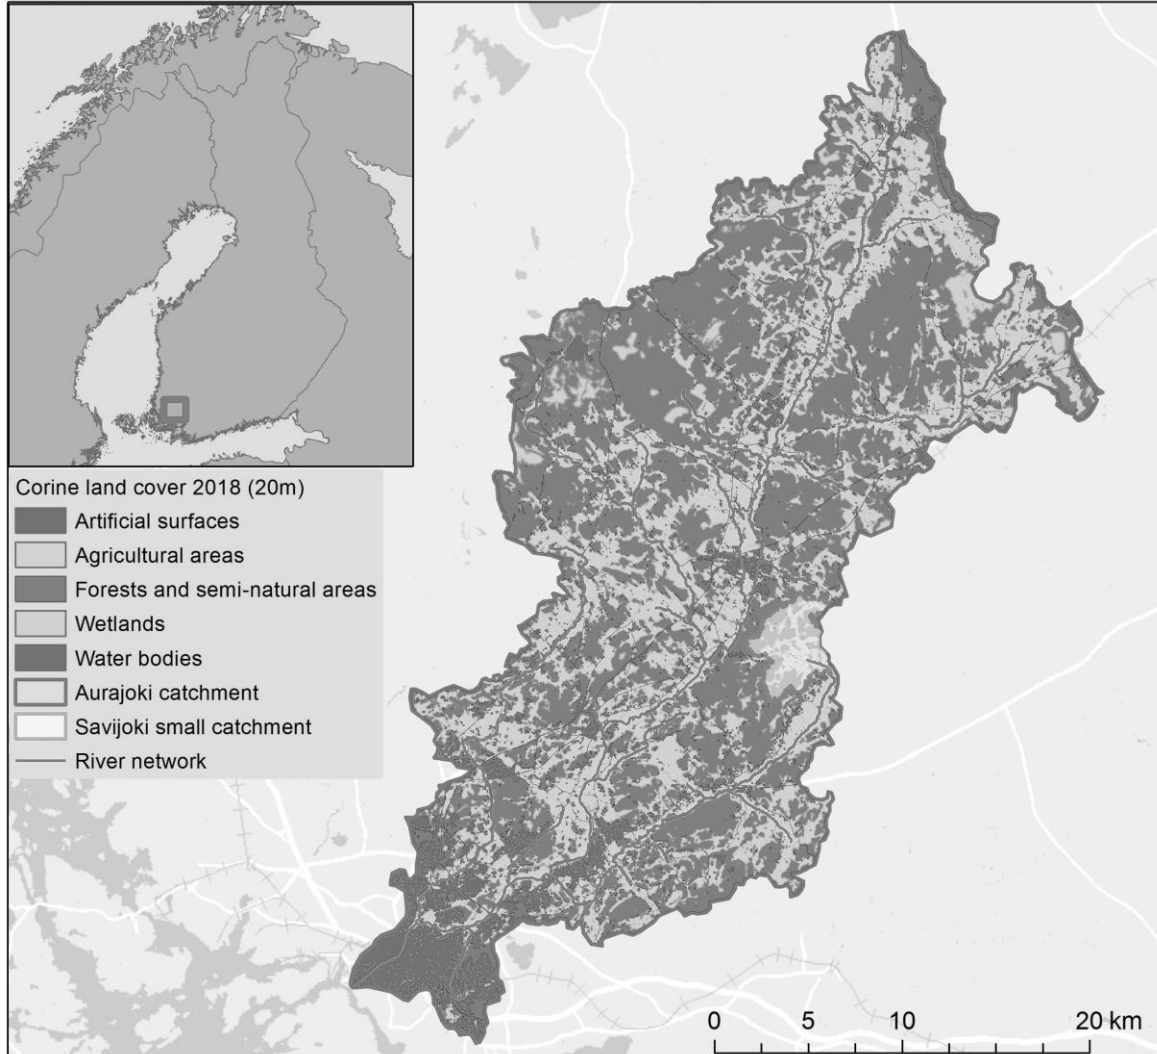 Corine land cover 2018 (20m)
Artificial surfaces
Agricultural areas
Forests and semi-natural areas
Wetlands
Water bodies
Aurajoki catchment
Savijoki small catchment
River network
0 5 10 20 km